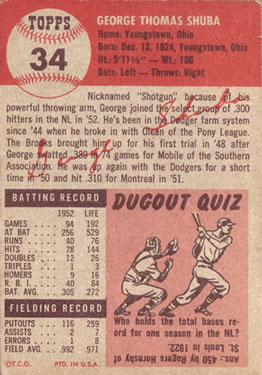 TOPPS
34
GEORGE THOMAS SHUBA
Home: Youngstown, Ohio
Born: Dec. 13, 1924, Youngstown, Ohio
Ht.: 5'11½" — Wt.: 180
Bats: Left – Throws: Right
Nicknamed "Shotgun" because of his
powerful throwing arm, George joined the select group of .300
hitters in the NL in '52. He's been in the Dodger farm system
since '44 when he broke in with Olean of the Pony League.
The Brooks brought him up for his first trial in '48 after
George batted .389 in 74 games for Mobile of the Southern
Association. He was up again with the Dodgers for a short
time in '50 and hit .310 for Montreal in '51.
George Shuba
BATTING RECORD
1952 LIFE
GAMES 94 192
AT BAT 256 529
RUNS 40 76
HITS 78 144
DOUBLES 12
TRIPLES 1 3
HOMERS 9 16
R. B. I. 40 84
BAT. AVE. .305 .272
FIELDING RECORD
PUTOUTS 116 259
ASSISTS 2 7
ERRORS 1 8
FIELD AVE. .992 .971
©T.C.G. PTD. IN U.S.A.
DUGOUT QUIZ
Who holds the total bases
record for one season in the NL?
Ans: 450 by Rogers Hornsby
of St. Louis in 1922.